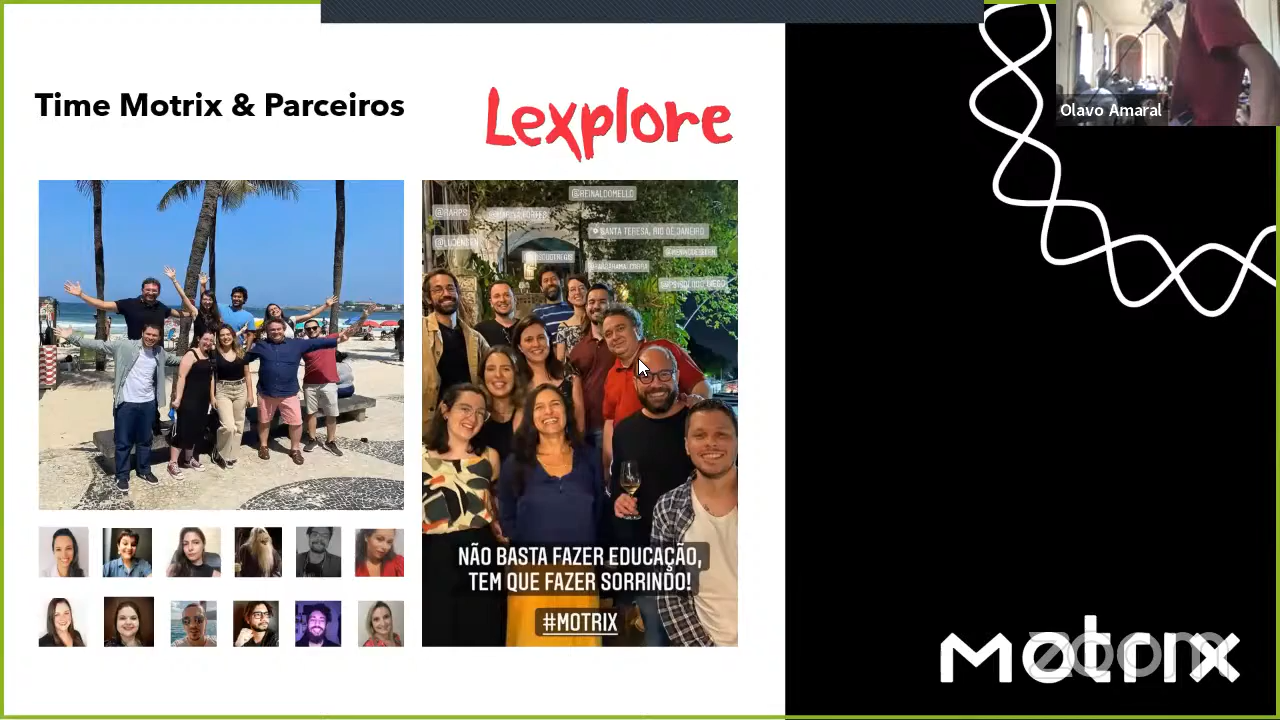 Time Motrix & Parceiros
Lexplore
Olavo Amaral
@REINALDOMELLO
SANTA TERESA, RIO DE JANEIRO
NÃO BASTA FAZER EDUCAÇÃO,
TEM QUE FAZER SORRINDO!
#MOTRIX
motrix
zoom